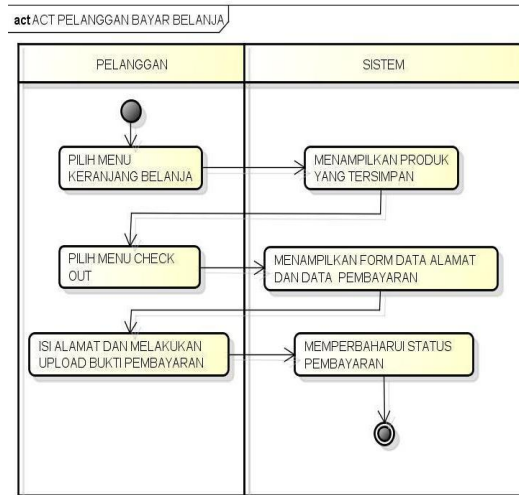 act ACT PELANGGAN BAYAR BELANJA
PELANGGAN
SISTEM
PILIH MENU
KERANJANG BELANJA
MENAMPILKAN PRODUK
YANG TERSIMPAN
PILIH MENU CHECK
OUT
MENAMPILKAN FORM DATA ALAMAT
DAN DATA PEMBAYARAN
ISI ALAMAT DAN MELAKUKAN
UPLOAD BUKTI PEMBAYARAN
MEMPERBAHARUI STATUS
PEMBAYARAN